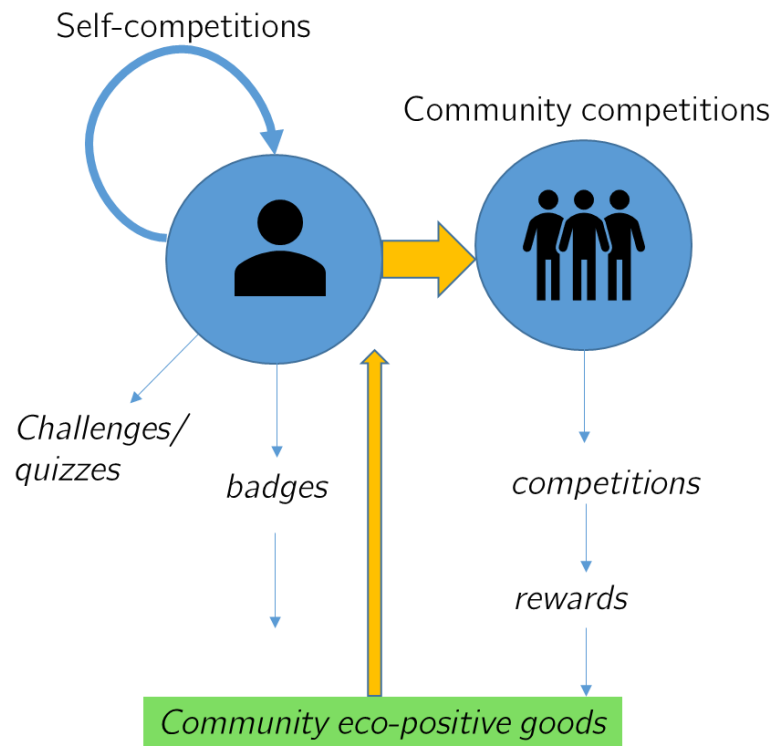 Self-competitions
Community competitions
Challenges/
quizzes
badges
competitions
rewards
Community eco-positive goods